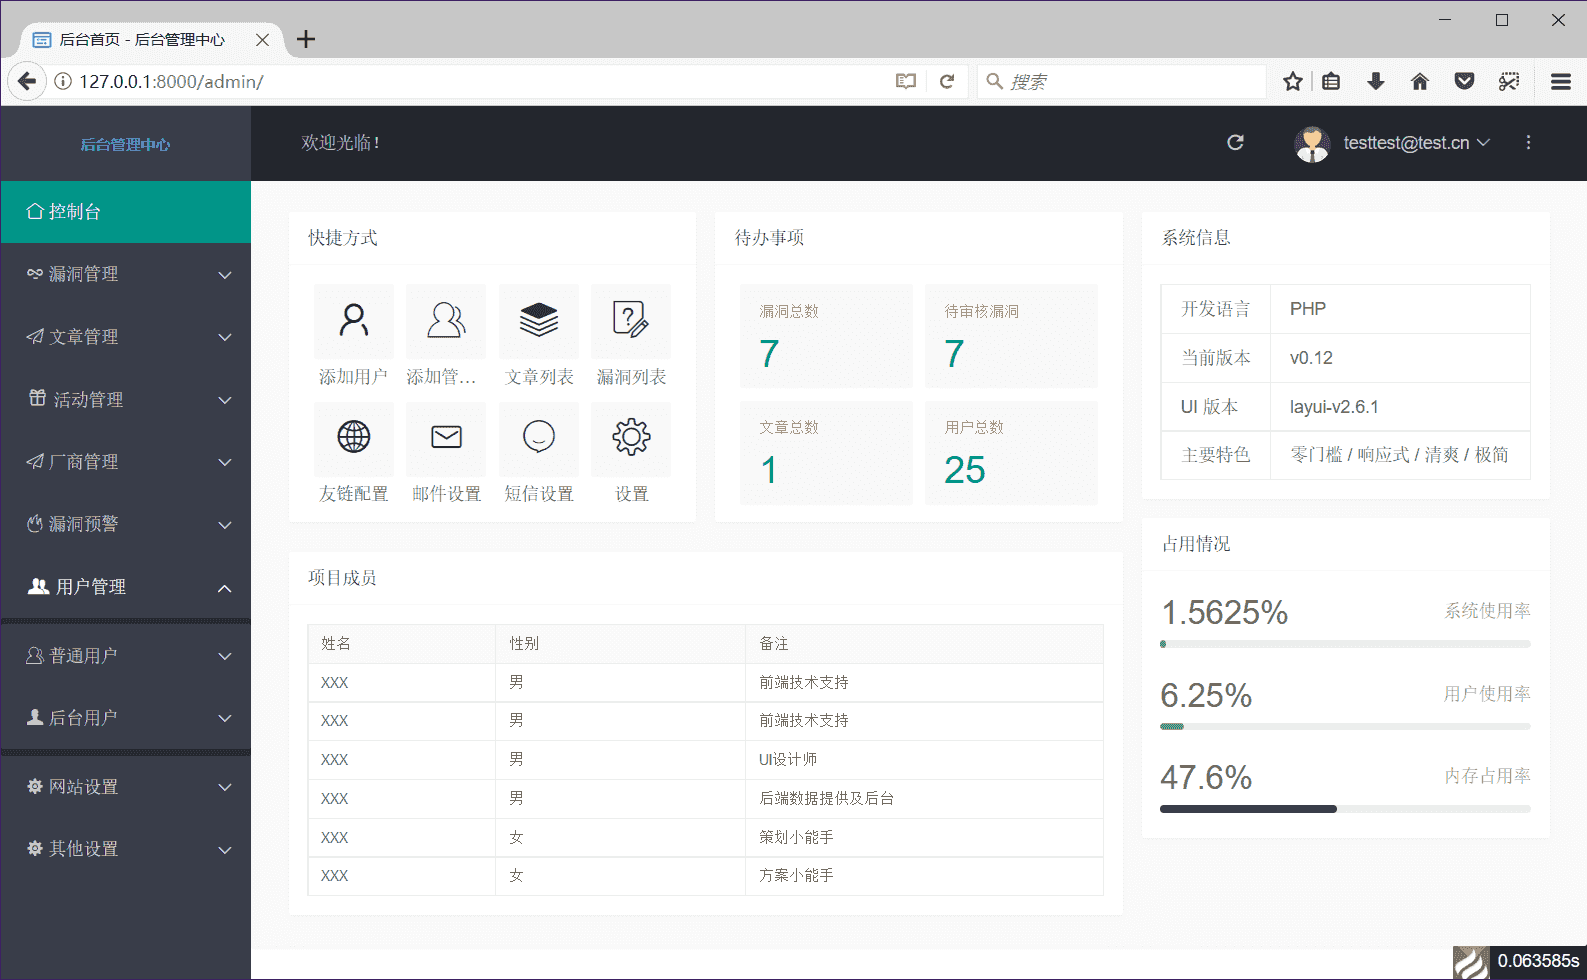 后台首页 - 后台管理中心
127.0.0.1:8000/admin/
搜索
后台管理中心
欢迎光临!
testtest@test.cn
控制台
漏洞管理
文章管理
活动管理
厂商管理
漏洞预警
用户管理
普通用户
后台用户
网站设置
其他设置
快捷方式
添加用户
添加管...
文章列表
漏洞列表
友链配置
邮件设置
短信设置
设置
待办事项
漏洞总数
7
待审核漏洞
7
文章总数
1
用户总数
25
系统信息
开发语言 PHP
当前版本 v0.12
UI 版本 layui-v2.6.1
主要特色 零门槛 / 响应式 / 清爽 / 极简
项目成员
姓名 性别 备注
XXX 男 前端技术支持
XXX 男 前端技术支持
XXX 男 UI设计师
XXX 男 后端数据提供及后台
XXX 女 策划小能手
XXX 女 方案小能手
占用情况
1.5625% 系统使用率
6.25% 用户使用率
47.6% 内存占用率
0.063585s